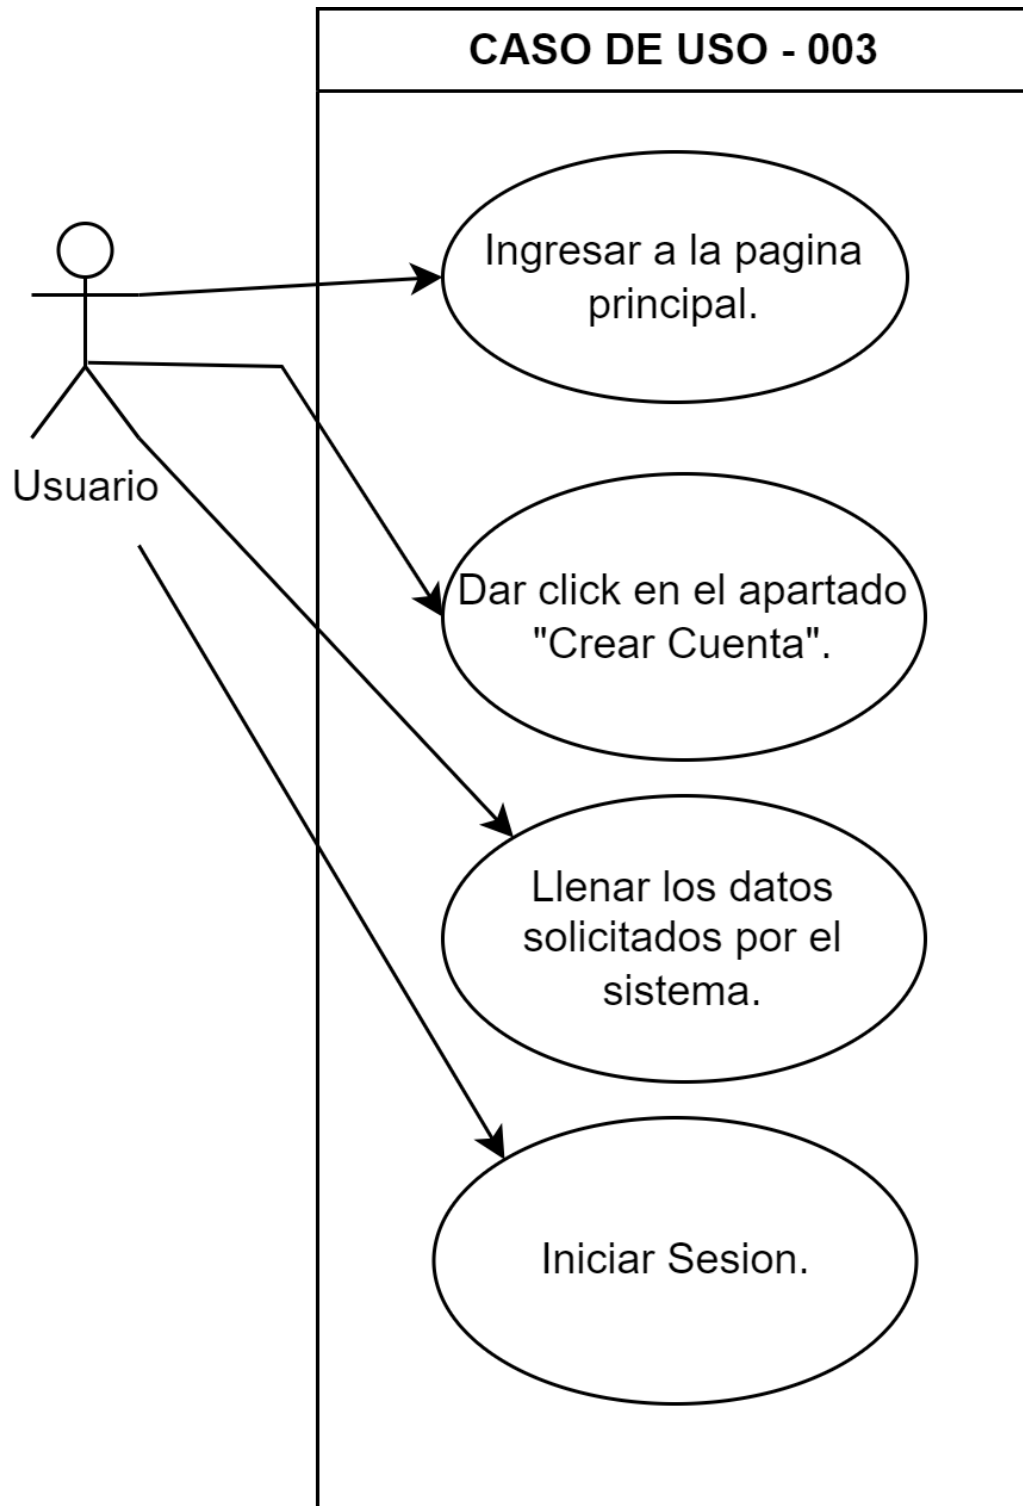 CASO DE USO - 003
Ingresar a la pagina
principal.
Usuario
Dar click en el apartado
"Crear Cuenta".
Llenar los datos
solicitados por el
sistema.
Iniciar Sesion.